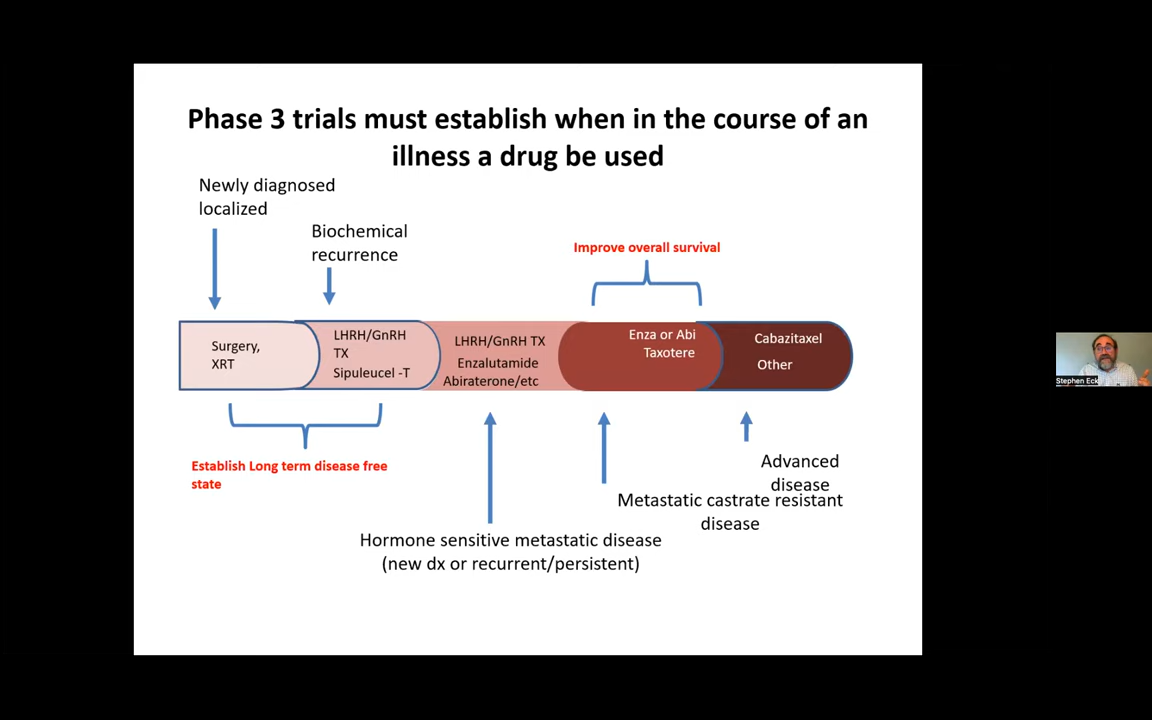 Phase 3 trials must establish when in the course of an
illness a drug be used
Newly diagnosed
localized
Biochemical
recurrence
Improve overall survival
Surgery,
XRT
LHRH/GnRH
TX
Sipuleucel -T
LHRH/GnRH TX
Enzalutamide
Abiraterone/etc
Enza or Abi
Taxotere
Cabazitaxel
Other
Establish Long term disease free
state
Advanced
disease
Metastatic castrate resistant
disease
Hormone sensitive metastatic disease
(new dx or recurrent/persistent)
Stephen Eck